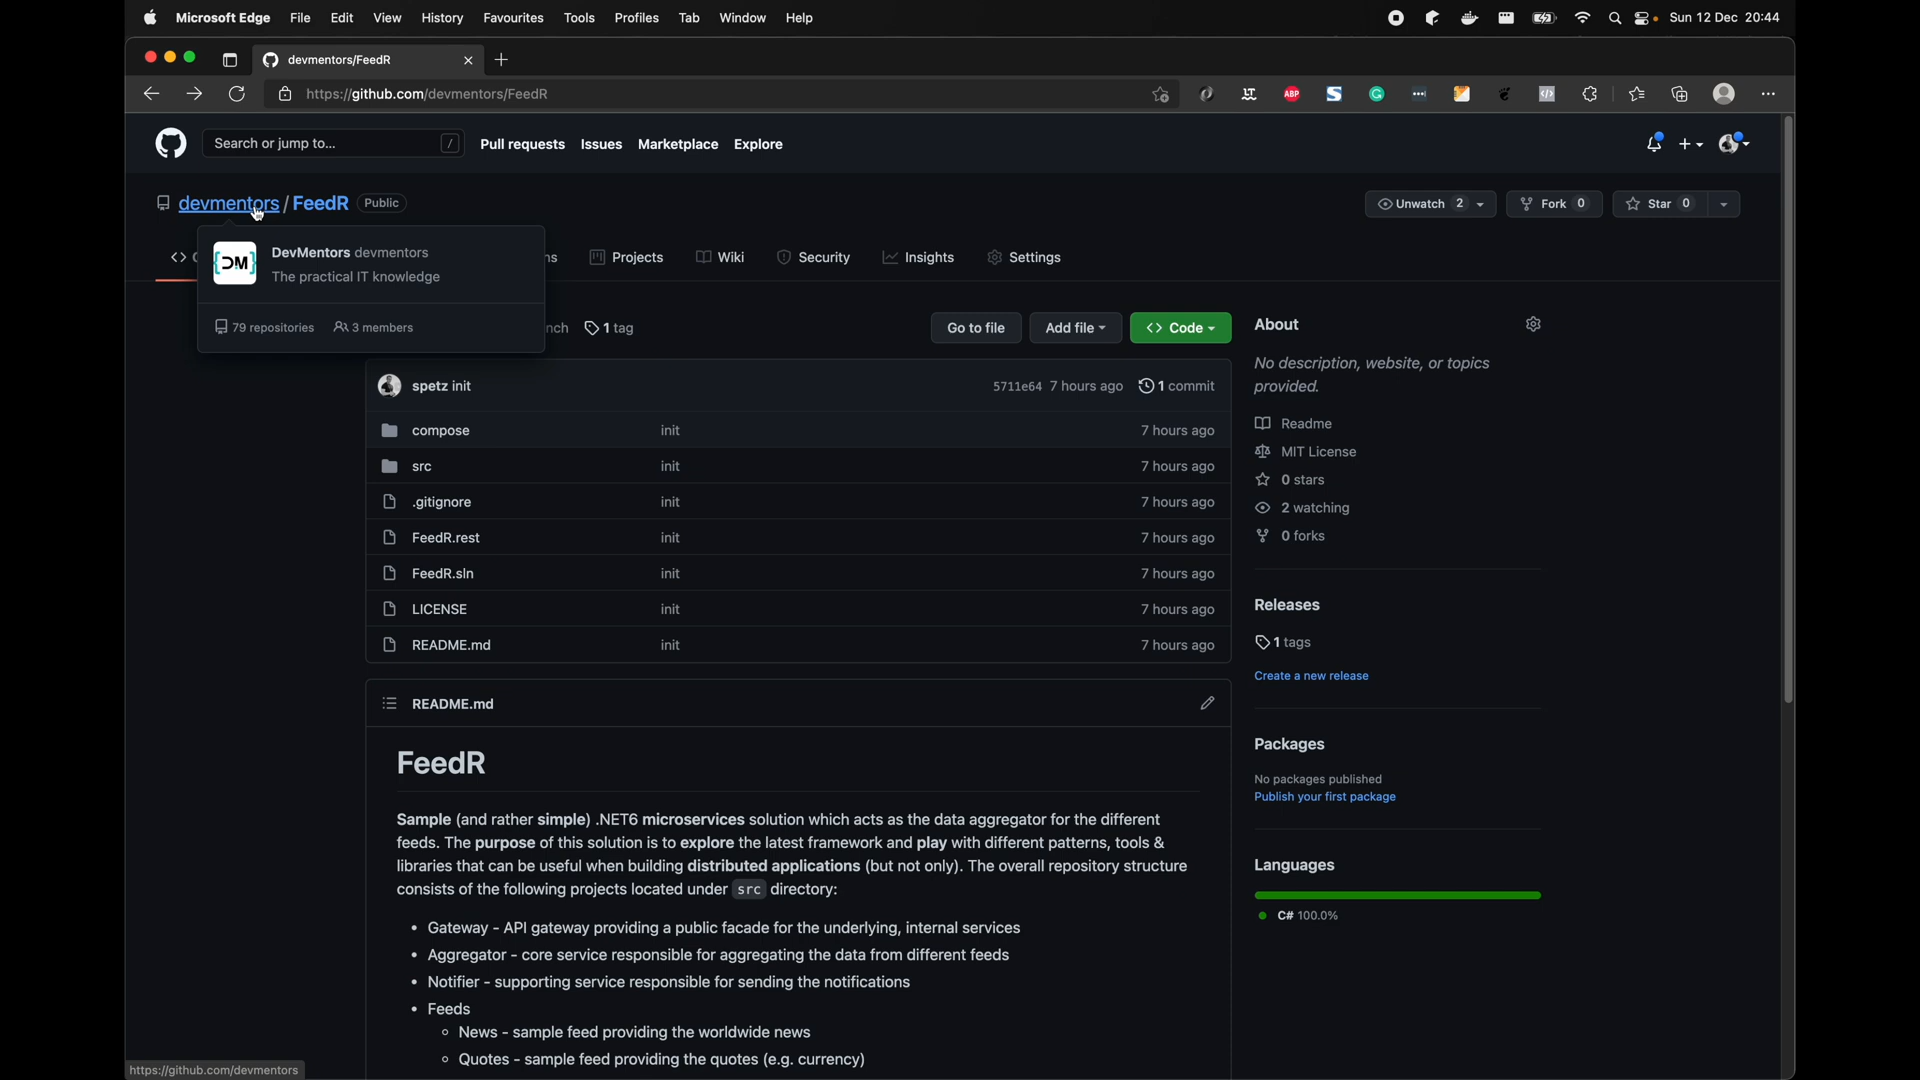 Microsoft Edge File Edit View History Favourites Tools Profiles Tab Window Help Sun 12 Dec 20:44
devmentors/FeedR
https://github.com/devmentors/FeedR ABP
Search or jump to... / Pull requests Issues Marketplace Explore
devmentors / FeedR Public Unwatch 2 Fork 0 Star 0
DevMentors devmentors
The practical IT knowledge
79 repositories 3 members
ns Projects Wiki Security Insights Settings
nch 1 tag Go to file Add file Code
spetz init 5711e64 7 hours ago 1 commit
compose init 7 hours ago
src init 7 hours ago
.gitignore init 7 hours ago
FeedR.rest init 7 hours ago
FeedR.sln init 7 hours ago
LICENSE init 7 hours ago
README.md init 7 hours ago
README.md
FeedR
Sample (and rather simple) .NET6 microservices solution which acts as the data aggregator for the different
feeds. The purpose of this solution is to explore the latest framework and play with different patterns, tools &
libraries that can be useful when building distributed applications (but not only). The overall repository structure
consists of the following projects located under src directory:
• Gateway - API gateway providing a public facade for the underlying, internal services
• Aggregator - core service responsible for aggregating the data from different feeds
• Notifier - supporting service responsible for sending the notifications
• Feeds
◦ News - sample feed providing the worldwide news
◦ Quotes - sample feed providing the quotes (e.g. currency)
About
No description, website, or topics
provided.
Readme
MIT License
0 stars
2 watching
0 forks
Releases
1 tags
Create a new release
Packages
No packages published
Publish your first package
Languages
C# 100.0%
https://github.com/devmentors